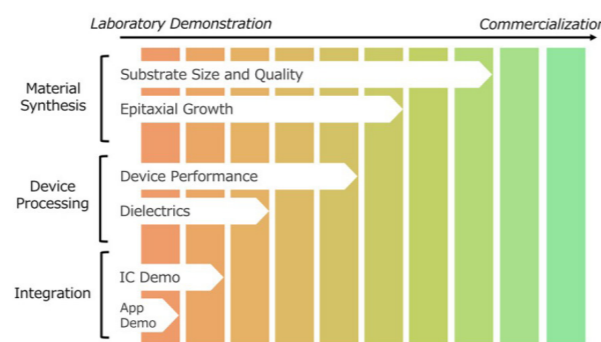 Laboratory Demonstration
Commercialization
Material
Synthesis
Substrate Size and Quality
Epitaxial Growth
Device
Processing
Device Performance
Dielectrics
Integration
IC Demo
App
Demo